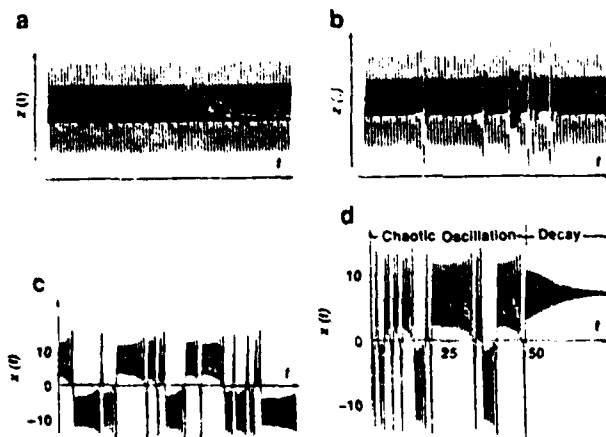 a
z (t)
t
b
z (t)
t
c
x (t)
10
0
-10
t
d
Chaotic Oscillation
Decay
x (t)
10
0
-10
25
50
t